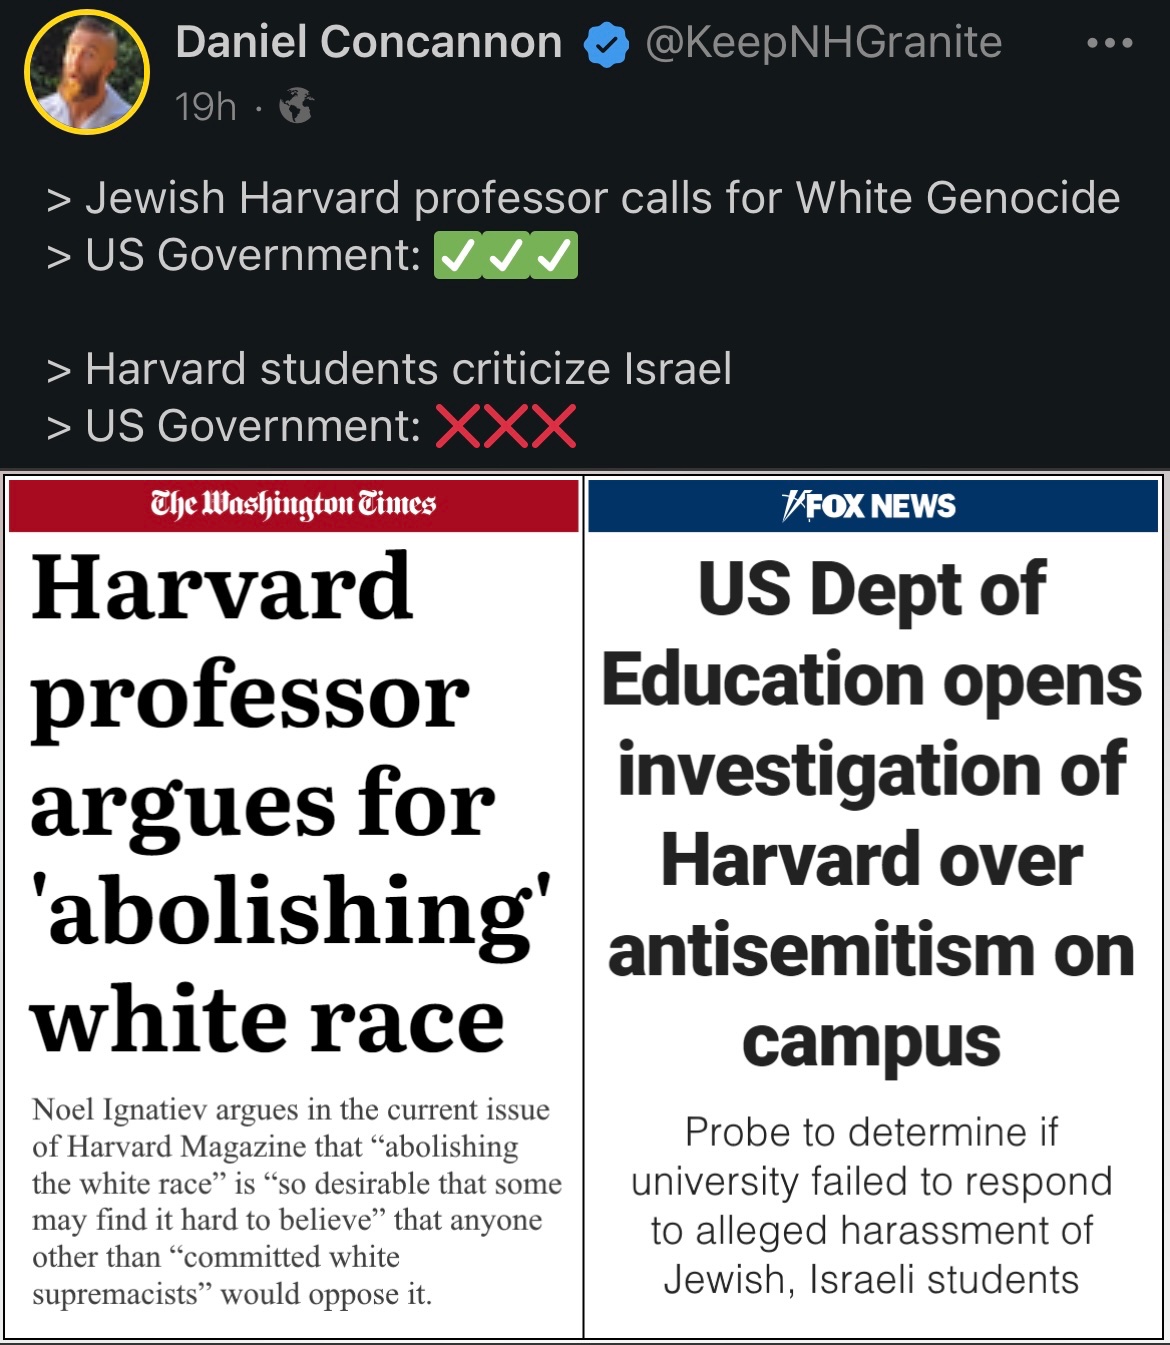 Daniel Concannon @KeepNHGranite
19h ·
> Jewish Harvard professor calls for White Genocide
> US Government: ✅✅✅
> Harvard students criticize Israel
> US Government: ❌❌❌
The Washington Times
Harvard
professor
argues for
'abolishing'
white race
Noel Ignatiev argues in the current issue
of Harvard Magazine that “abolishing
the white race” is “so desirable that some
may find it hard to believe” that anyone
other than “committed white
supremacists” would oppose it.
FOX NEWS
US Dept of
Education opens
investigation of
Harvard over
antisemitism on
campus
Probe to determine if
university failed to respond
to alleged harassment of
Jewish, Israeli students